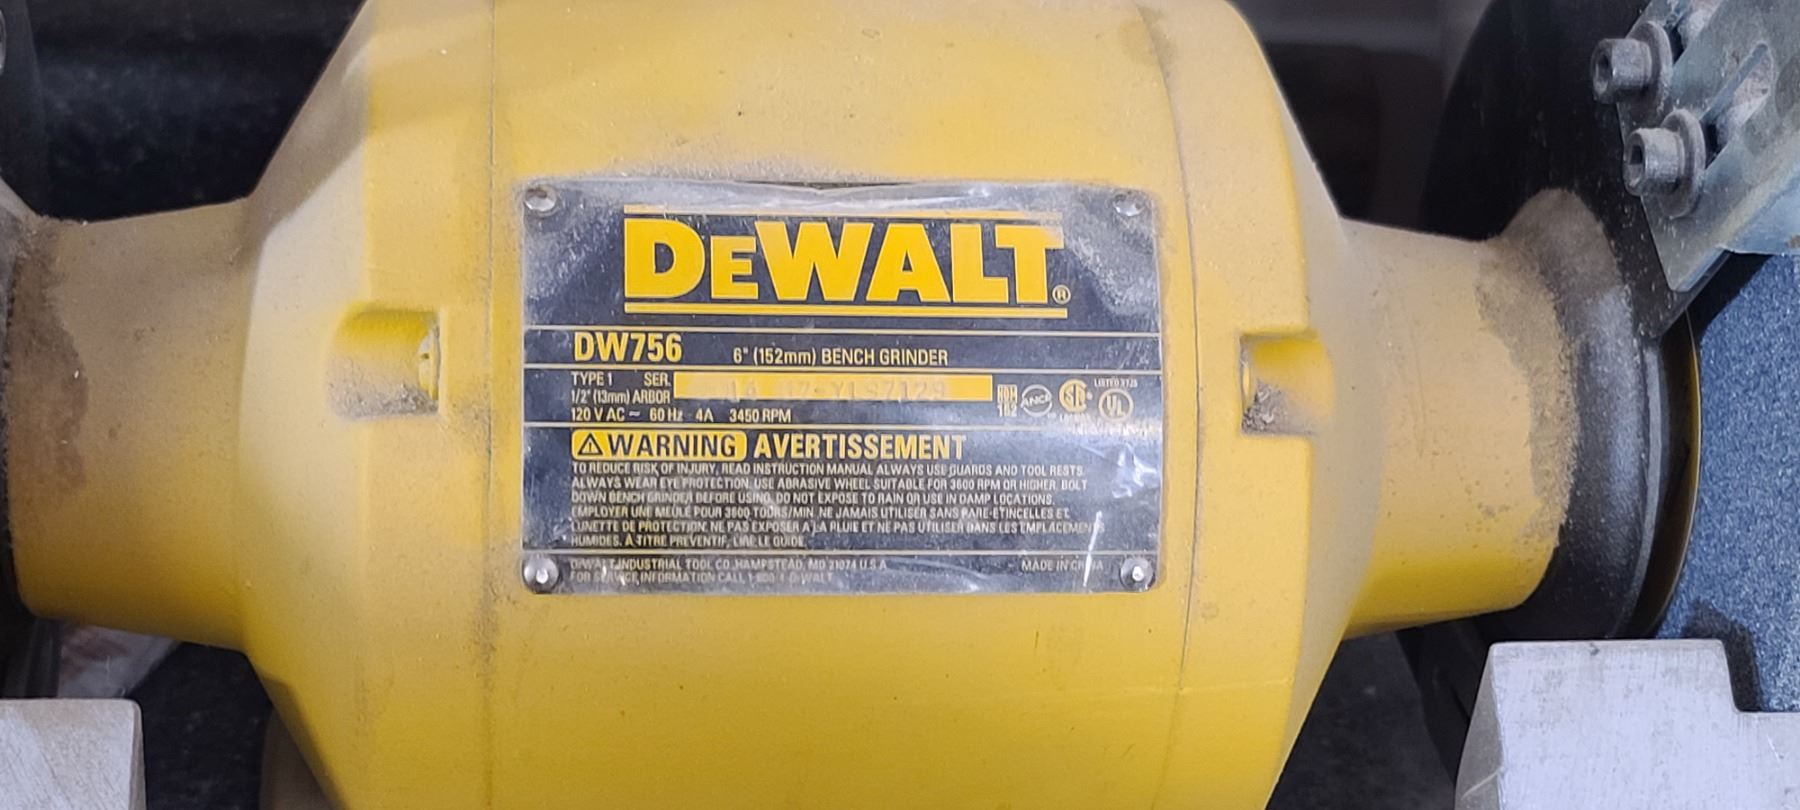 DEWALT®
DW756 6" (152mm) BENCH GRINDER
TYPE 1 SER.
1/2" (13mm) ARBOR
120 V AC ~ 60 Hz 4A 3450 RPM
NOM
ANCE
UL
⚠WARNING AVERTISSEMENT
TO REDUCE RISK OF INJURY, READ INSTRUCTION MANUAL ALWAYS USE GUARDS AND TOOL RESTS.
ALWAYS WEAR EYE PROTECTION. USE ABRASIVE WHEEL SUITABLE FOR 3600 RPM OR HIGHER. BOLT
DOWN BENCH GRINDER BEFORE USING. DO NOT EXPOSE TO RAIN OR USE IN DAMP LOCATIONS.
EMPLOYER UNE MEULE POUR 3600 TOURS/MIN. NE JAMAIS UTILISER SANS PARE-ETINCELLES ET
LUNETTE DE PROTECTION. NE PAS EXPOSER A LA PLUIE ET NE PAS UTILISER DANS LES EMPLACEMENTS
HUMIDES. À TITRE PRÉVENTIF, LIRE LE GUIDE.
DEWALT INDUSTRIAL TOOL CO., HAMPSTEAD, MD 21074 U.S.A. MADE IN CHINA
FOR SERVICE INFORMATION CALL 1-800-4-DEWALT